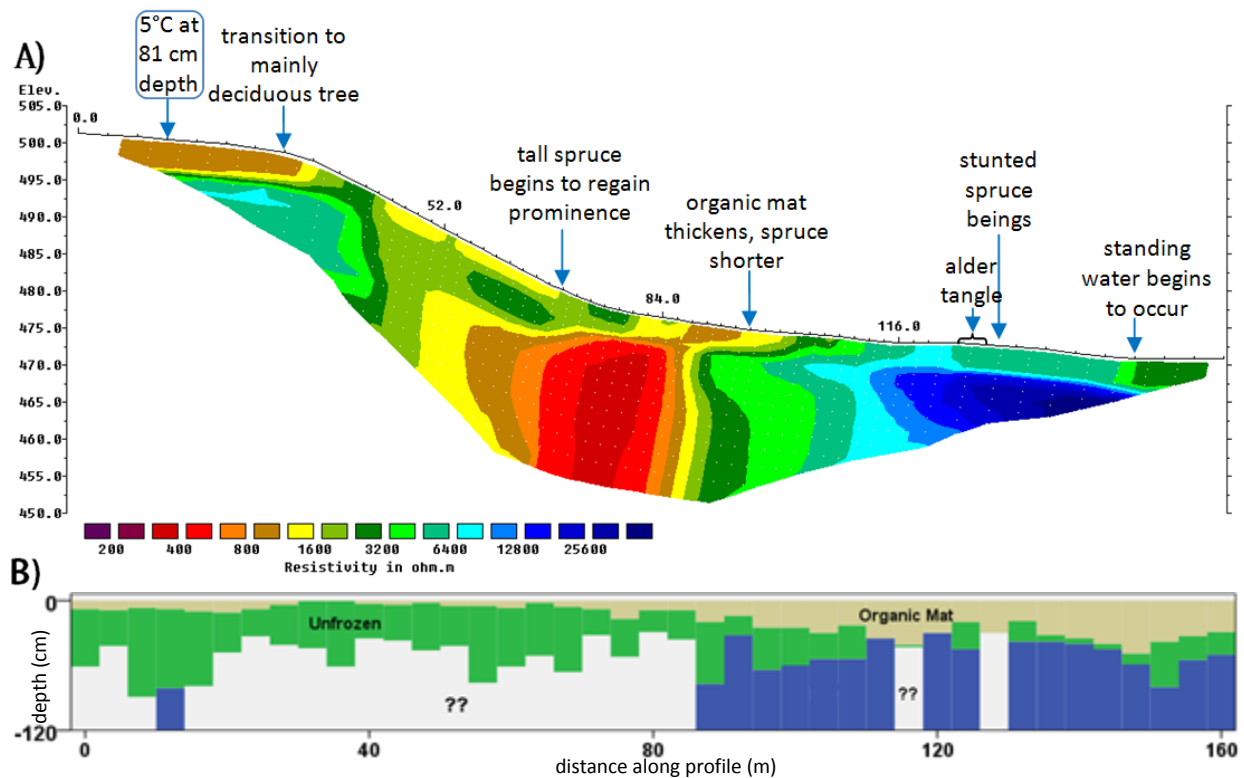 A)
5°C at
81 cm
depth
transition to
mainly
deciduous tree
tall spruce
begins to regain
prominence
organic mat
thickens, spruce
shorter
stunted
spruce
beings
alder
tangle
standing
water begins
to occur
Elev.
505.0
500.0
495.0
490.0
485.0
480.0
475.0
470.0
465.0
460.0
455.0
450.0
0.0
52.0
84.0
116.0
200 400 800 1600 3200 6400 12800 25600
Resistivity in ohm.m
B)
0
-120
depth (cm)
Unfrozen
Organic Mat
??
??
0 40 80 120 160
distance along profile (m)